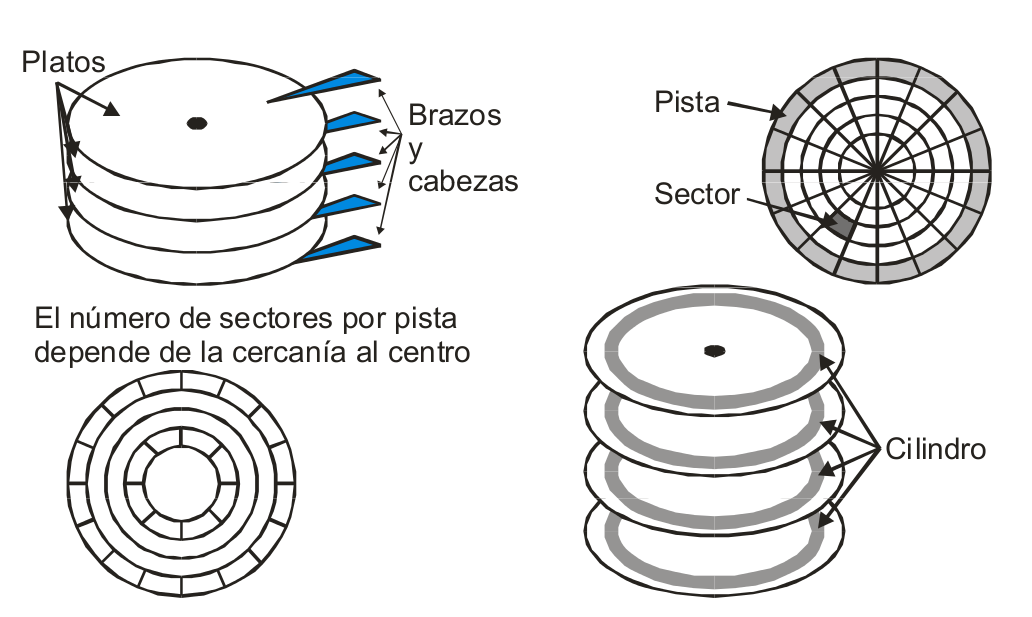 Platos
Brazos
y
cabezas
Pista
Sector
El número de sectores por pista
depende de la cercanía al centro
Cilindro